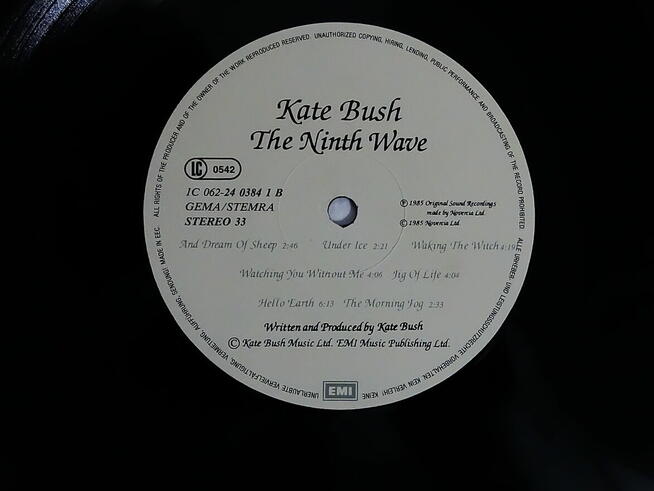 ALL RIGHTS OF THE PRODUCER AND OF THE OWNER OF THE WORK REPRODUCED RESERVED. UNAUTHORIZED COPYING, HIRING, LENDING, PUBLIC PERFORMANCE AND BROADCASTING OF THE RECORD PROHIBITED.
Kate Bush
The Ninth Wave
LC 0542
1C 062-24 0384 1 B
GEMA/STEMRA
STEREO 33
Ⓟ 1985 Original Sound Recordings
made by Novercia Ltd.
© 1985 Novercia Ltd.
And Dream Of Sheep 2:46 Under Ice 2:21 Waking The Witch 4:19
Watching You Without Me 4:06 Jig Of Life 4:04
Hello Earth 6:13 The Morning Fog 2:33
Written and Produced by Kate Bush
© Kate Bush Music Ltd. EMI Music Publishing Ltd.
EMI
ALLE URHEBER- UND LEISTUNGSSCHUTZRECHTE VORBEHALTEN. KEIN VERLEIH! KEINE UNERLAUBTE VERVIELFÄLTIGUNG, VERMIETUNG, AUFFÜHRUNG, SENDUNG! MADE IN EEC.